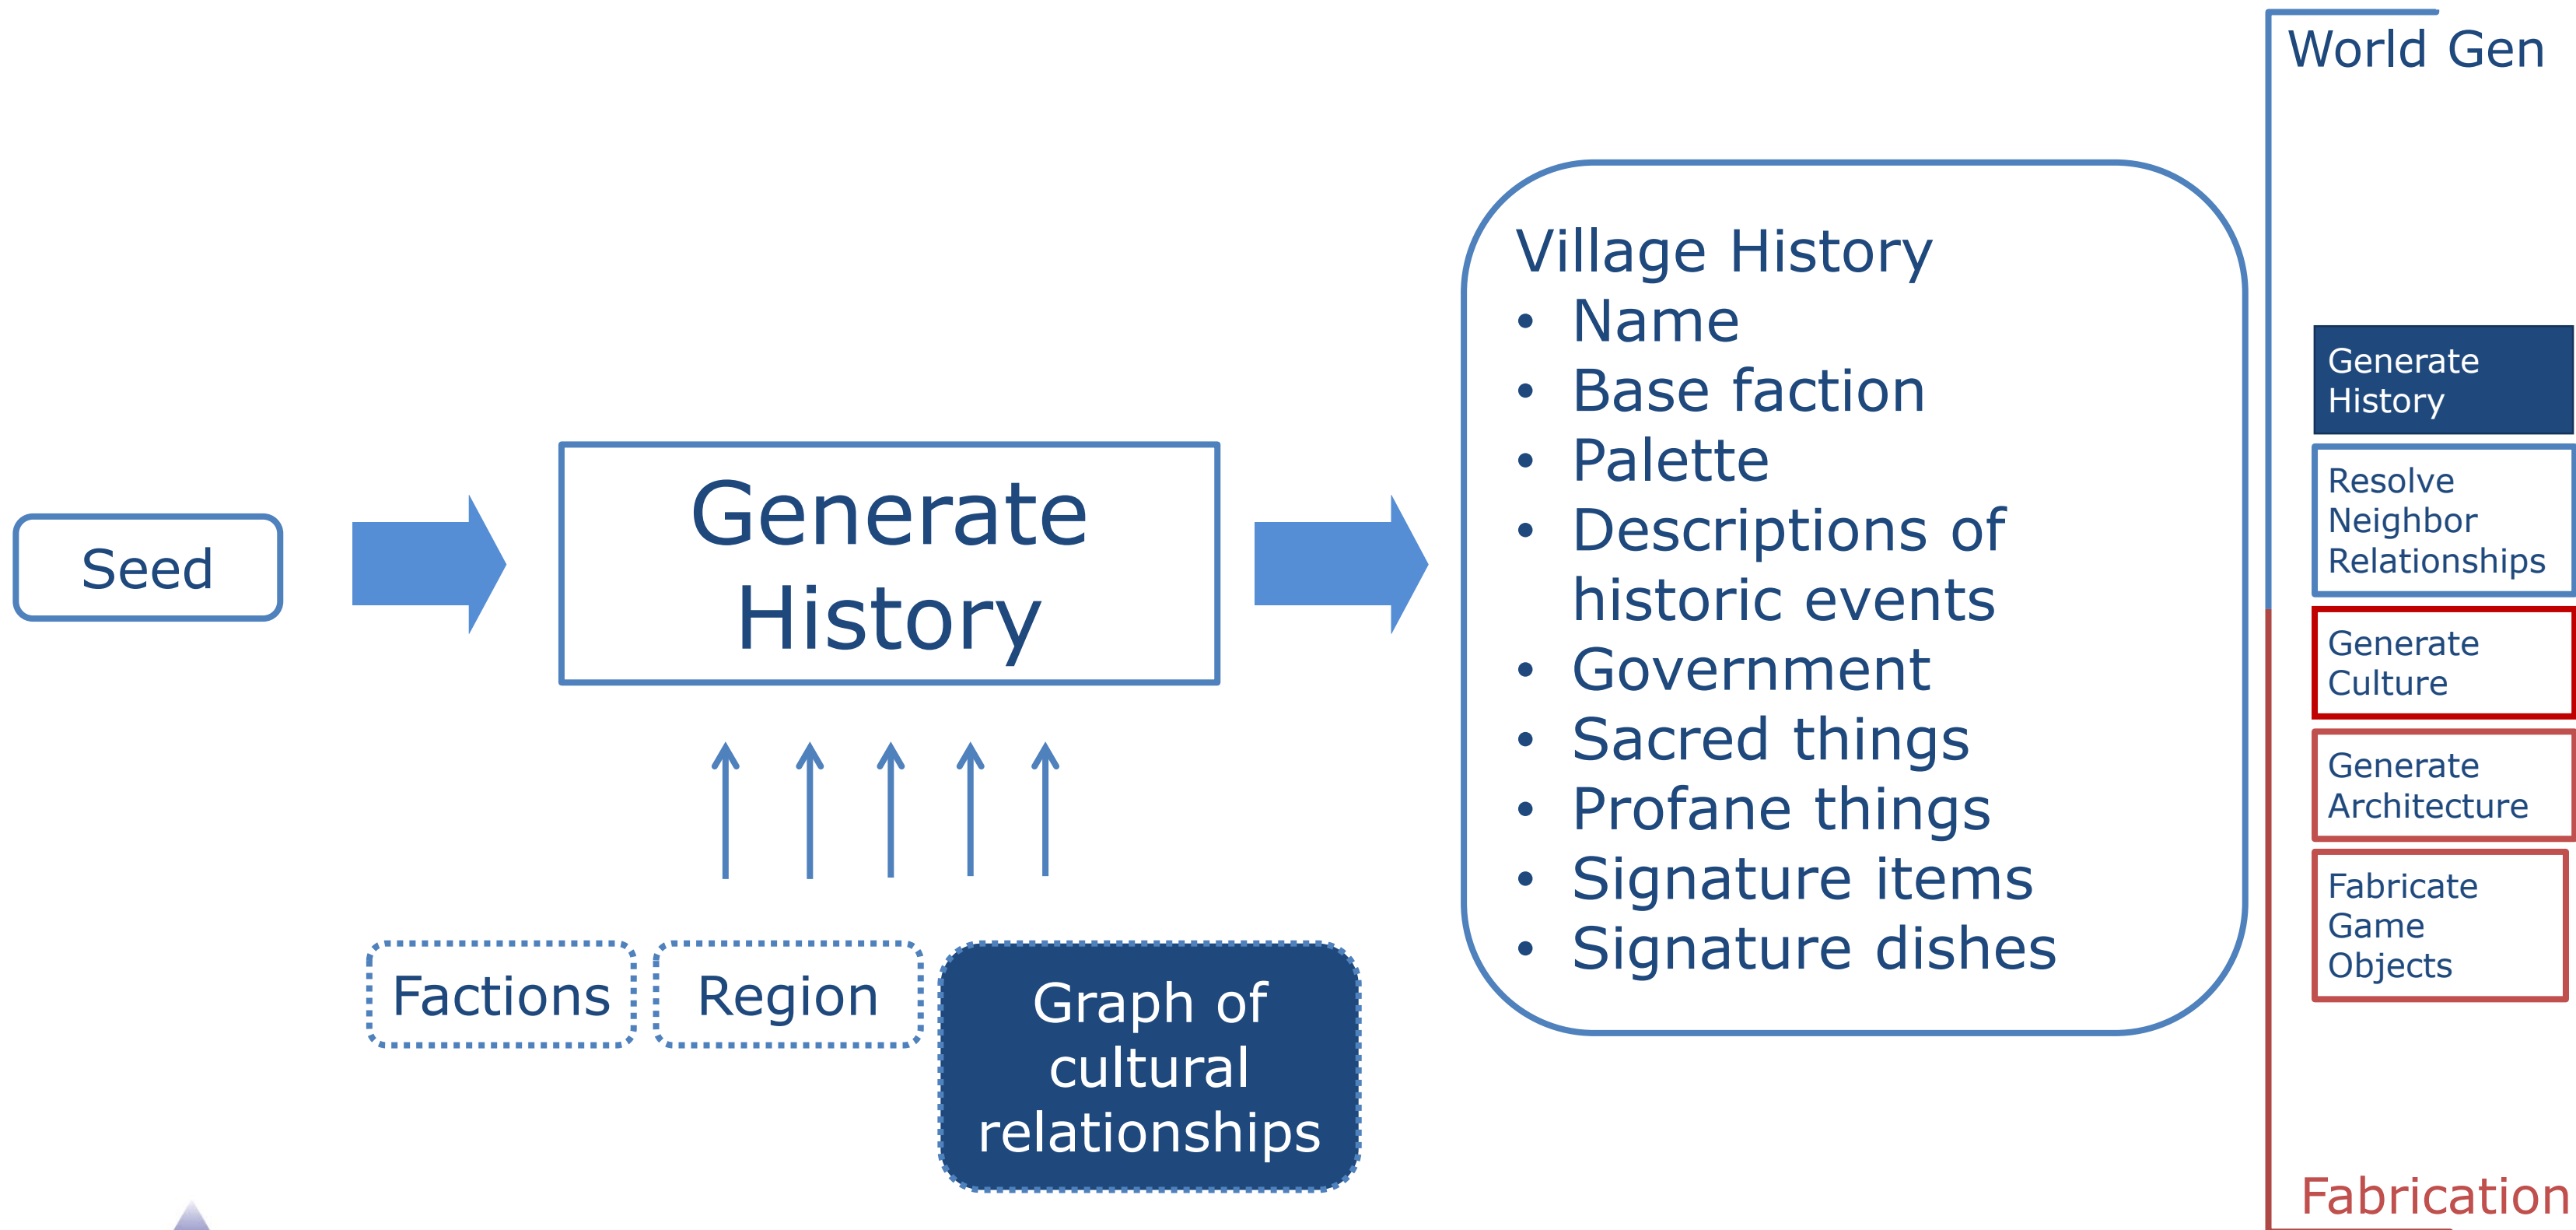 Seed
Generate
History
Factions
Region
Graph of
cultural
relationships
Village History
• Name
• Base faction
• Palette
• Descriptions of
historic events
• Government
• Sacred things
• Profane things
• Signature items
• Signature dishes
World Gen
Generate
History
Resolve
Neighbor
Relationships
Generate
Culture
Generate
Architecture
Fabricate
Game
Objects
Fabrication